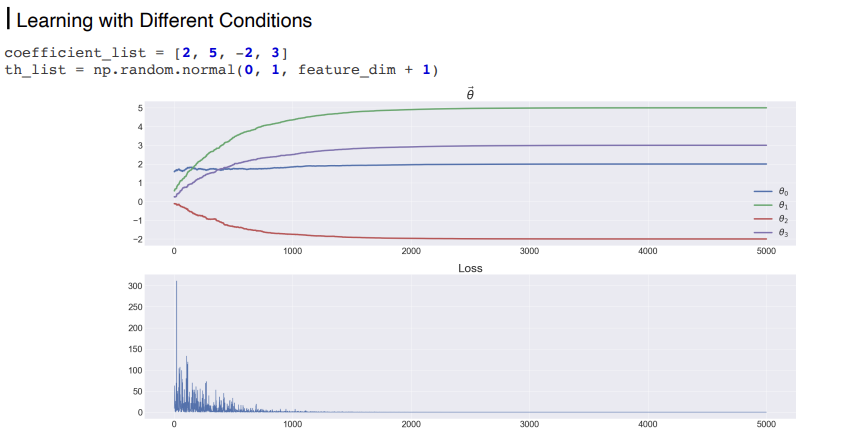 Learning with Different Conditions
coefficient_list = [2, 5, -2, 3]
th_list = np.random.normal(0, 1, feature_dim + 1)
θ⃗
5
4
3
2
1
0
−1
−2
θ₀
θ₁
θ₂
θ₃
0 1000 2000 3000 4000 5000
Loss
300
250
200
150
100
50
0
0 1000 2000 3000 4000 5000